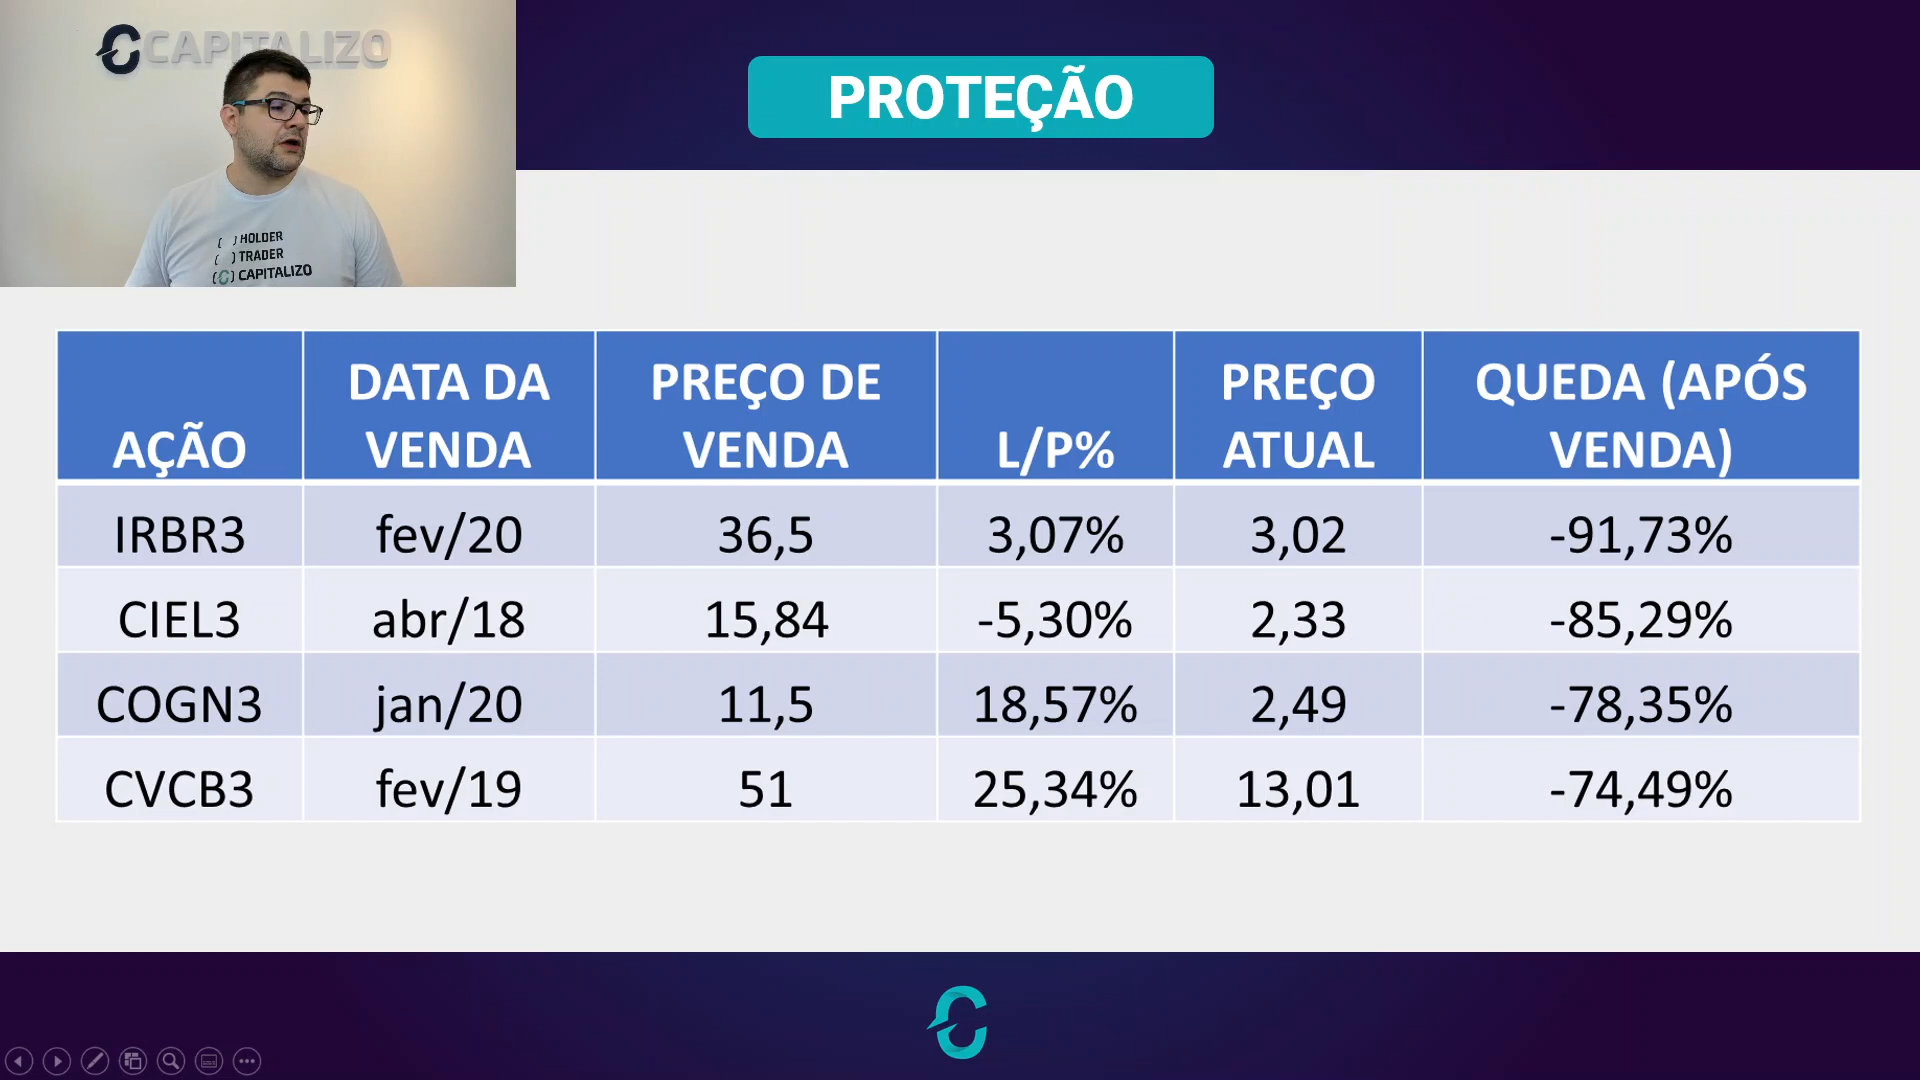 CAPITALIZO
PROTEÇÃO
( ) HOLDER
( ) TRADER
(C) CAPITALIZO
AÇÃO DATA DA VENDA PREÇO DE VENDA L/P% PREÇO ATUAL QUEDA (APÓS VENDA)
IRBR3 fev/20 36,5 3,07% 3,02 -91,73%
CIEL3 abr/18 15,84 -5,30% 2,33 -85,29%
COGN3 jan/20 11,5 18,57% 2,49 -78,35%
CVCB3 fev/19 51 25,34% 13,01 -74,49%